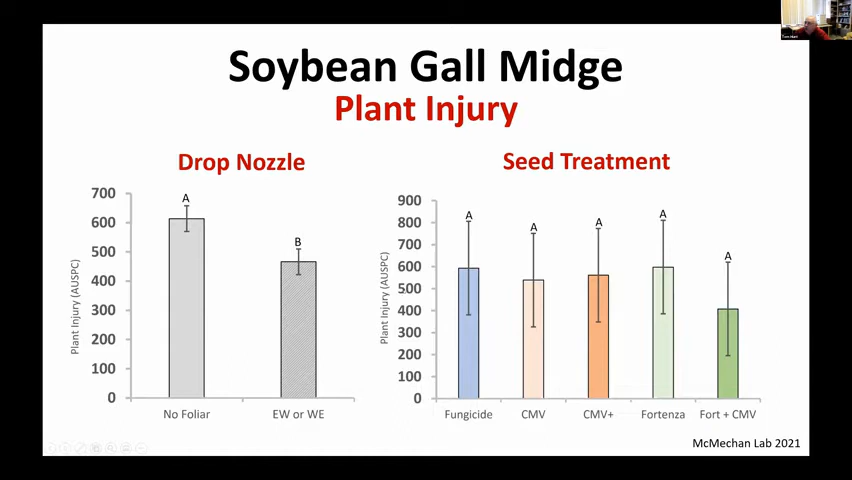 Soybean Gall Midge
Plant Injury
Drop Nozzle
Plant Injury (AUSPC)
700
600
500
400
300
200
100
0
A
B
No Foliar
EW or WE
Seed Treatment
Plant Injury (AUSPC)
900
800
700
600
500
400
300
200
100
0
A
A
A
A
A
Fungicide
CMV
CMV+
Fortenza
Fort + CMV
McMechan Lab 2021